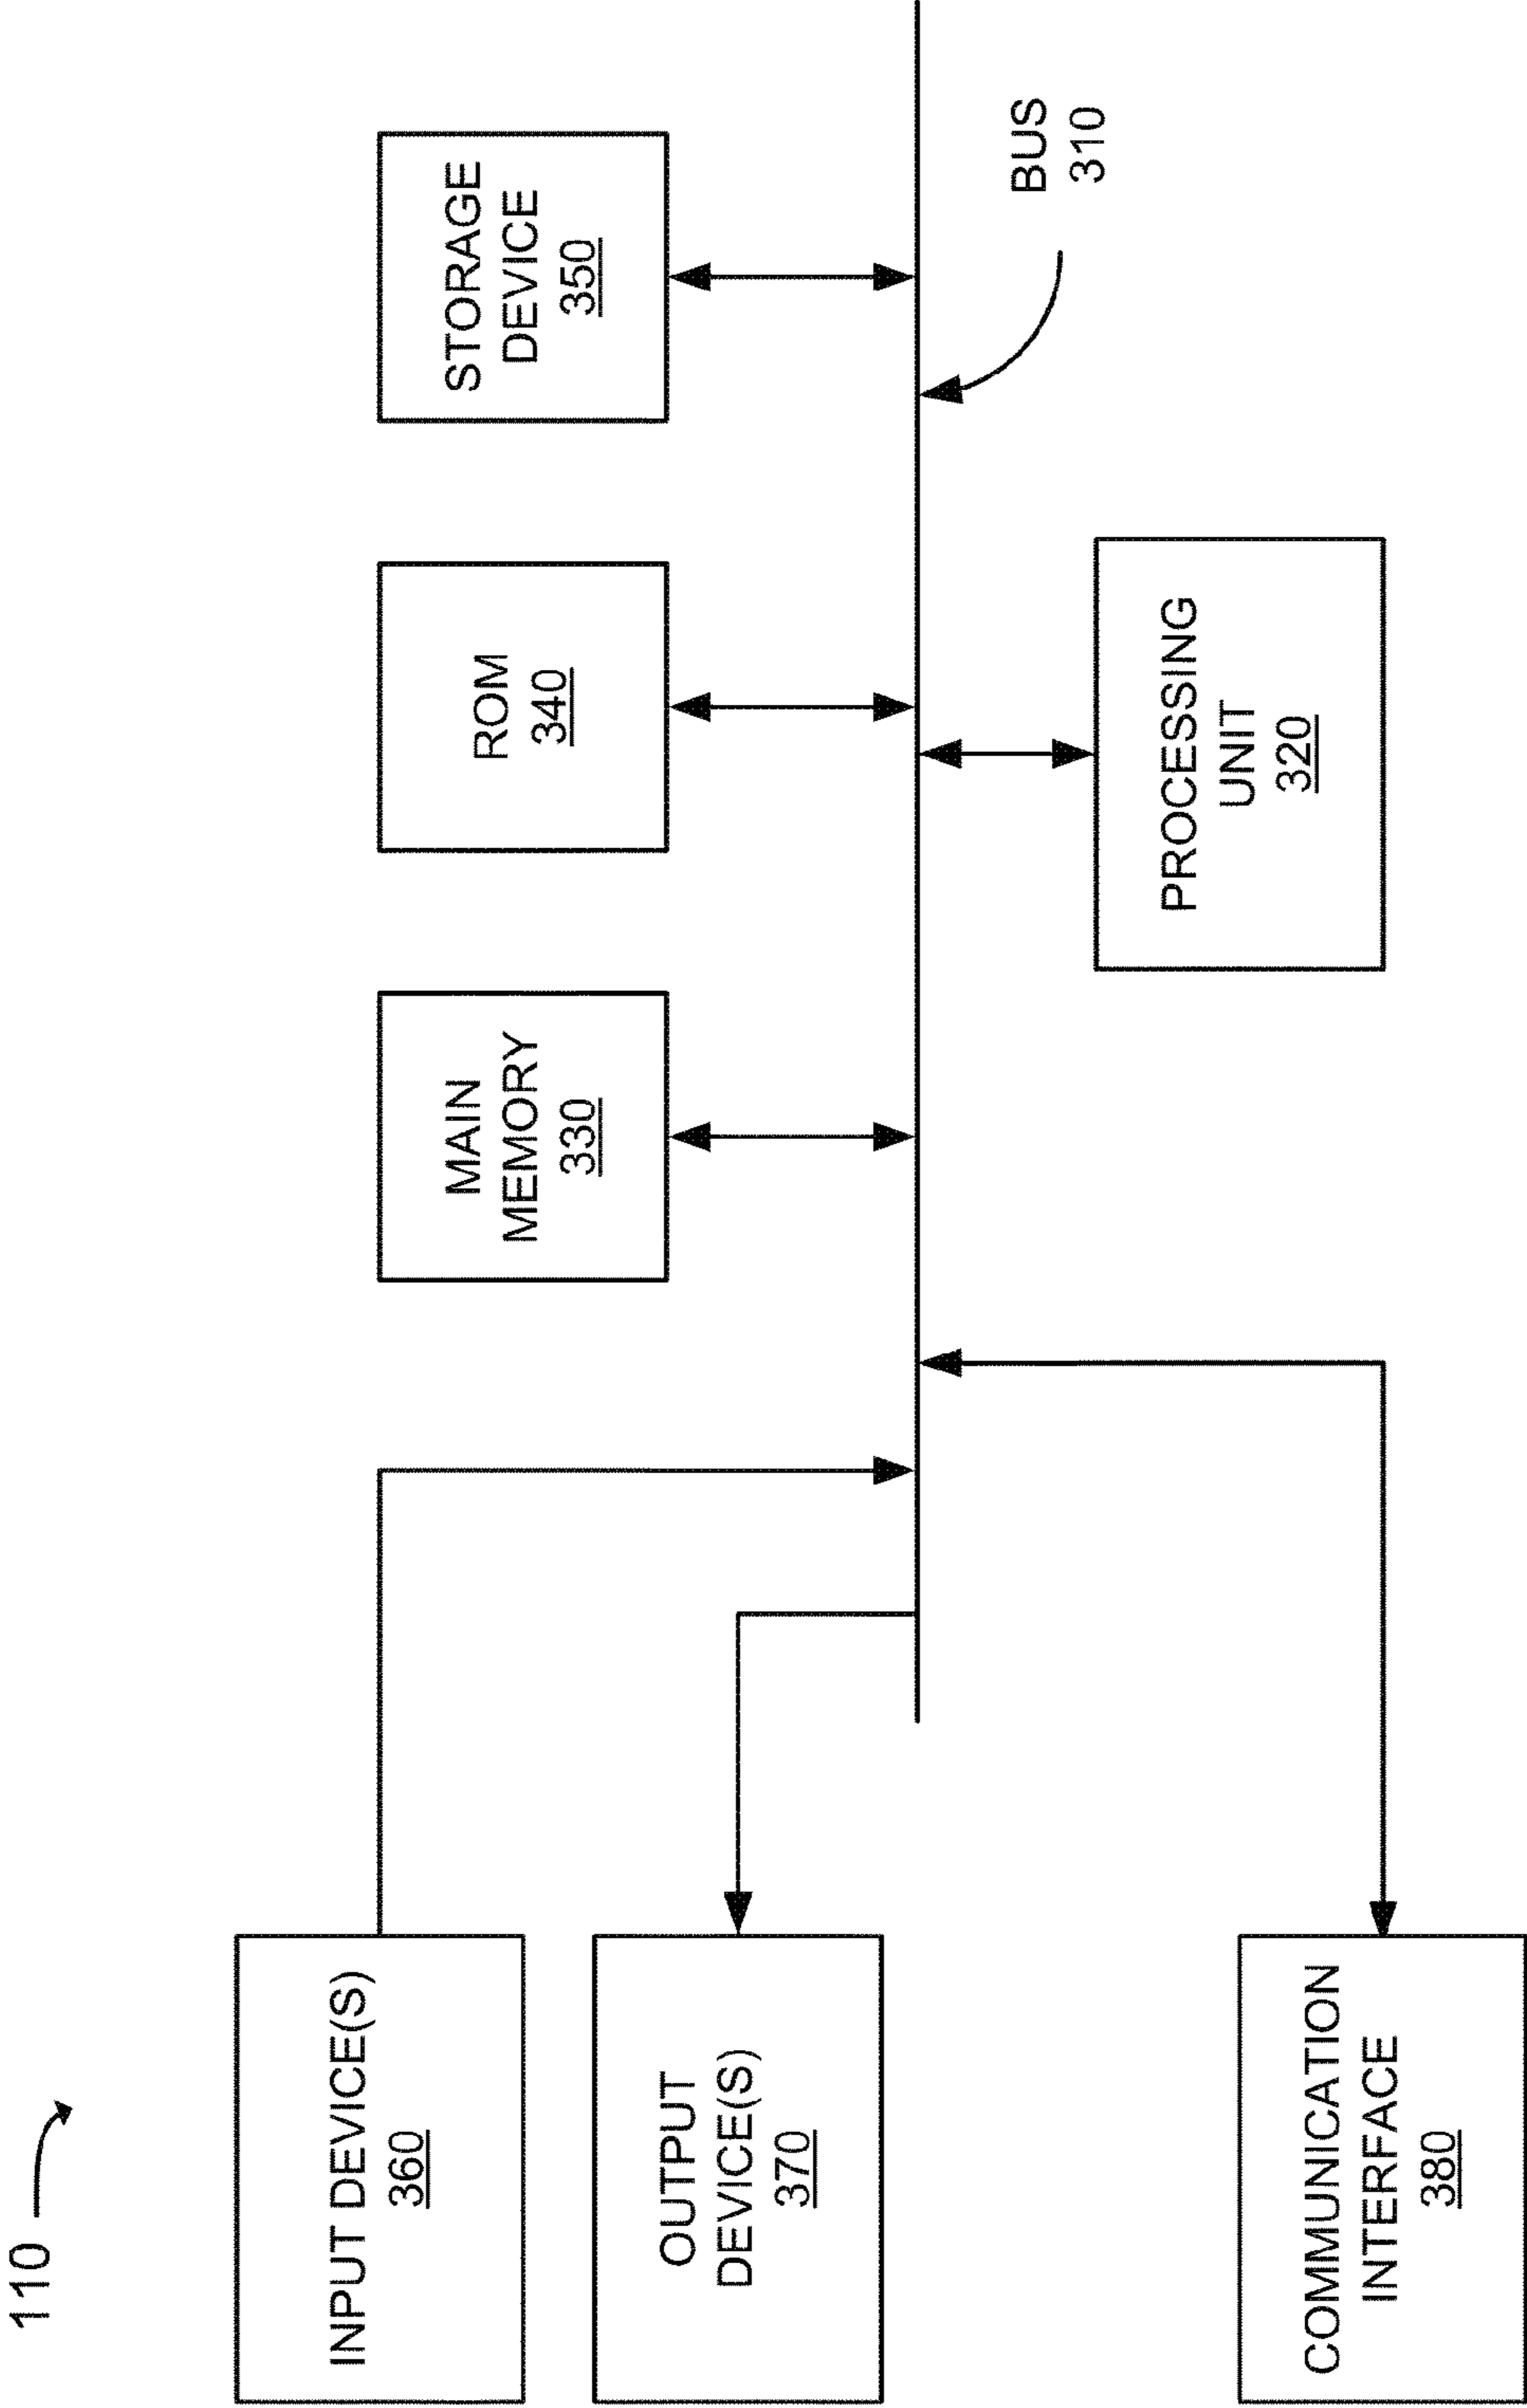 110
INPUT DEVICE(S)
360
OUTPUT
DEVICE(S)
370
COMMUNICATION
INTERFACE
380
MAIN
MEMORY
330
ROM
340
STORAGE
DEVICE
350
PROCESSING
UNIT
320
BUS
310